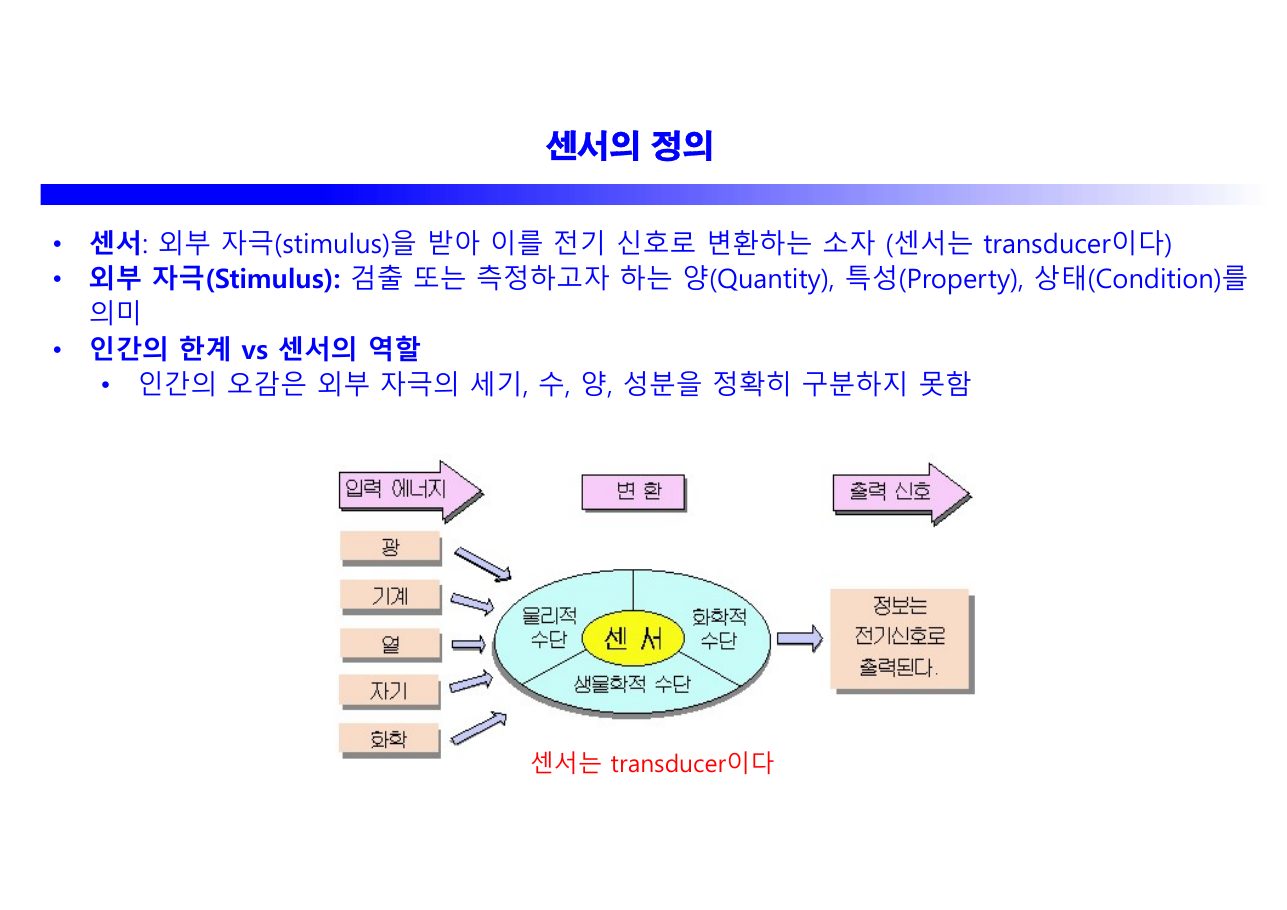 센서의 정의
• 센서: 외부 자극(stimulus)을 받아 이를 전기 신호로 변환하는 소자 (센서는 transducer이다)
• 외부 자극(Stimulus): 검출 또는 측정하고자 하는 양(Quantity), 특성(Property), 상태(Condition)를
의미
• 인간의 한계 vs 센서의 역할
• 인간의 오감은 외부 자극의 세기, 수, 양, 성분을 정확히 구분하지 못함
입력 에너지
변 환
출력 신호
광
기계
열
자기
화학
물리적
수단
센 서
화학적
수단
생물화적 수단
정보는
전기신호로
출력된다.
센서는 transducer이다